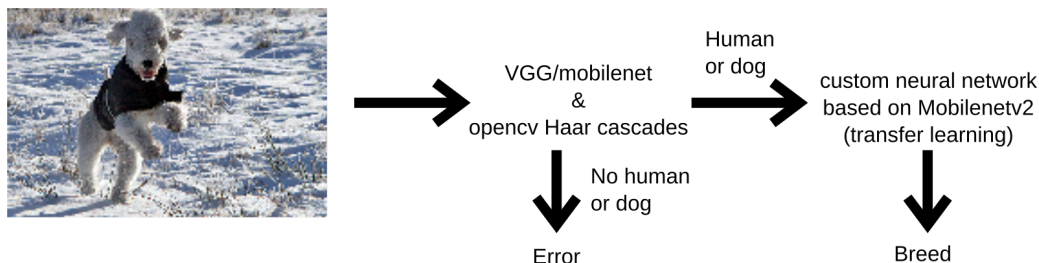 VGG/mobilenet
&
opencv Haar cascades
Human
or dog
custom neural network
based on Mobilenetv2
(transfer learning)
No human
or dog
Error
Breed